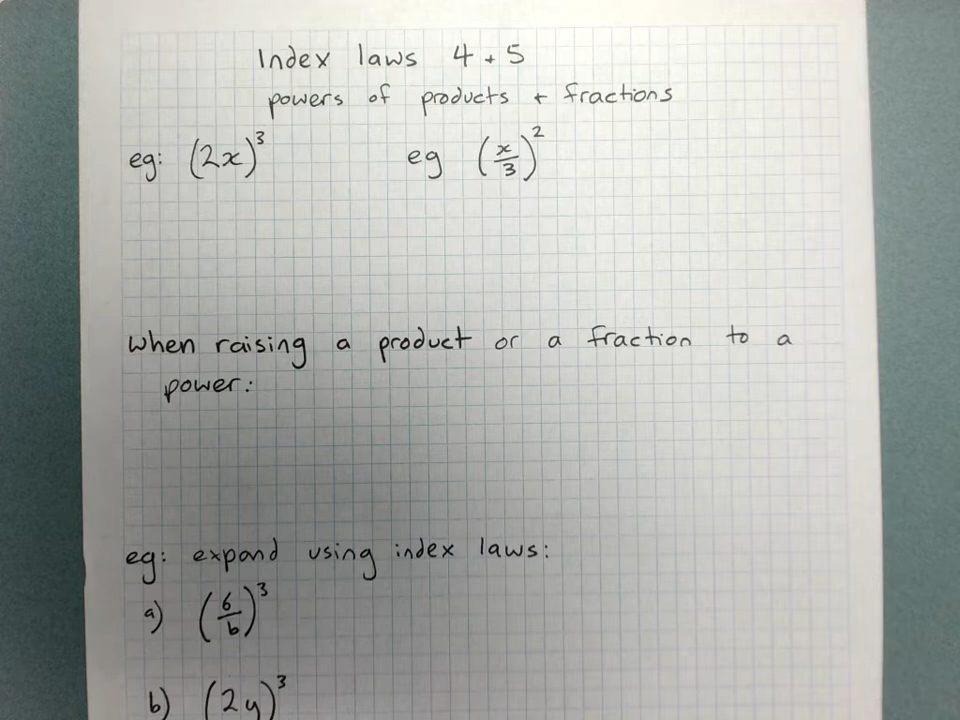 Index laws 4 + 5
powers of products + fractions
eg: (2x)³ eg (x/3)²
When raising a product or a fraction to a
power:
eg: expand using index laws:
a) (6/b)³
b) (2y)³